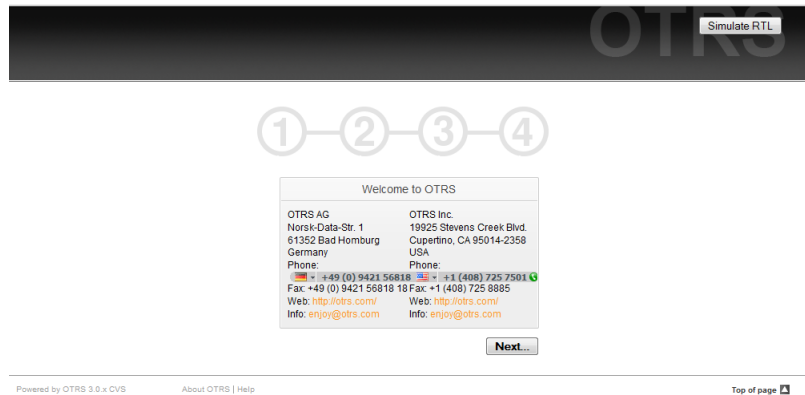 OTRS
Simulate RTL
1 2 3 4
Welcome to OTRS
OTRS AG
Norsk-Data-Str. 1
61352 Bad Homburg
Germany
Phone:
+49 (0) 9421 56818
Fax: +49 (0) 9421 56818 18
Web: http://otrs.com/
Info: enjoy@otrs.com
OTRS Inc.
19925 Stevens Creek Blvd.
Cupertino, CA 95014-2358
USA
Phone:
+1 (408) 725 7501
Fax: +1 (408) 725 8885
Web: http://otrs.com/
Info: enjoy@otrs.com
Next...
Powered by OTRS 3.0.x CVS
About OTRS | Help
Top of page